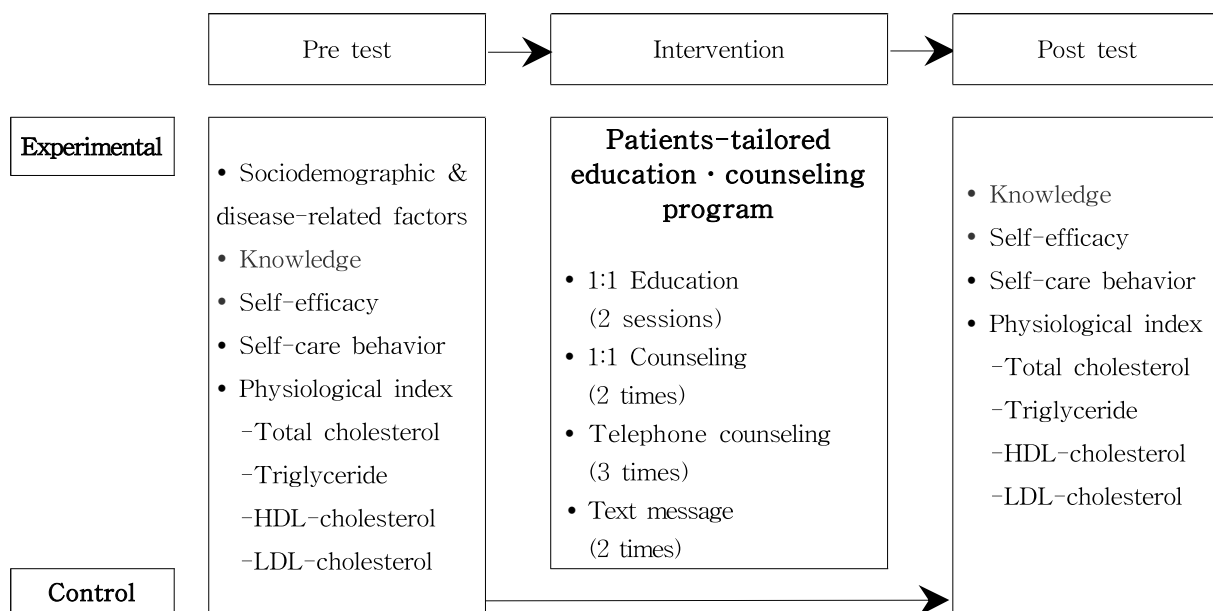 Pre test
Intervention
Post test
Experimental
• Sociodemographic &
disease-related factors
• Knowledge
• Self-efficacy
• Self-care behavior
• Physiological index
-Total cholesterol
-Triglyceride
-HDL-cholesterol
-LDL-cholesterol
Patients-tailored
education · counseling
program
• 1:1 Education
(2 sessions)
• 1:1 Counseling
(2 times)
• Telephone counseling
(3 times)
• Text message
(2 times)
• Knowledge
• Self-efficacy
• Self-care behavior
• Physiological index
-Total cholesterol
-Triglyceride
-HDL-cholesterol
-LDL-cholesterol
Control